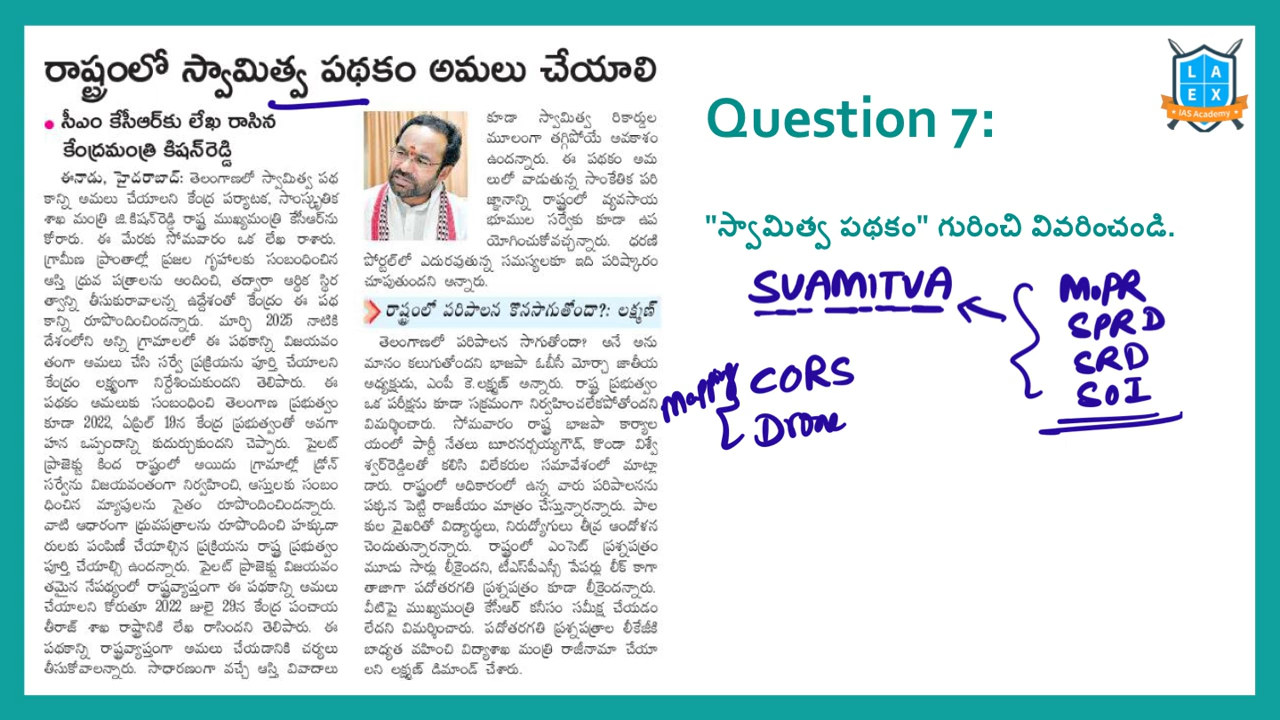 రాష్ట్రంలో స్వామిత్వ పథకం అమలు చేయాలి
• సీఎం కేసీఆర్‌కు లేఖ రాసిన
కేంద్రమంత్రి కిషన్‌రెడ్డి
ఈనాడు, హైదరాబాద్: తెలంగాణలో స్వామిత్వ పథ
కాన్ని అమలు చేయాలని కేంద్ర పర్యాటక, సాంస్కృతిక
శాఖ మంత్రి జి.కిషన్‌రెడ్డి రాష్ట్ర ముఖ్యమంత్రి కేసీఆర్‌ను
కోరారు. ఈ మేరకు సోమవారం ఒక లేఖ రాశారు.
గ్రామీణ ప్రాంతాల్లో ప్రజల గృహాలకు సంబంధించిన
ఆస్తి ధ్రువ పత్రాలను అందించి, తద్వారా ఆర్థిక స్థిర
త్వాన్ని తీసుకురావాలన్న ఉద్దేశంతో కేంద్రం ఈ పథ
కాన్ని రూపొందించిందన్నారు. మార్చి 2025 నాటికి
దేశంలోని అన్ని గ్రామాలలో ఈ పథకాన్ని విజయవం
తంగా అమలు చేసి సర్వే ప్రక్రియను పూర్తి చేయాలని
కేంద్రం లక్ష్యంగా నిర్దేశించుకుందని తెలిపారు. ఈ
పథకం అమలుకు సంబంధించి తెలంగాణ ప్రభుత్వం
కూడా 2022, ఏప్రిల్ 19న కేంద్ర ప్రభుత్వంతో అవగా
హన ఒప్పందాన్ని కుదుర్చుకుందని చెప్పారు. పైలట్
ప్రాజెక్టు కింద రాష్ట్రంలో అయిదు గ్రామాల్లో డ్రోన్
సర్వేను విజయవంతంగా నిర్వహించి, ఆస్తులకు సంబం
ధించిన మ్యాపులను సైతం రూపొందించిందన్నారు.
వాటి ఆధారంగా ధ్రువపత్రాలను రూపొందించి హక్కుదా
రులకు పంపిణీ చేయాల్సిన ప్రక్రియను రాష్ట్ర ప్రభుత్వం
పూర్తి చేయాల్సి ఉందన్నారు. పైలట్ ప్రాజెక్టు విజయవం
తమైన నేపథ్యంలో రాష్ట్రవ్యాప్తంగా ఈ పథకాన్ని అమలు
చేయాలని కోరుతూ 2022 జులై 29న కేంద్ర పంచాయ
తీరాజ్ శాఖ రాష్ట్రానికి లేఖ రాసిందని తెలిపారు. ఈ
పథకాన్ని రాష్ట్రవ్యాప్తంగా అమలు చేయడానికి చర్యలు
తీసుకోవాలన్నారు. సాధారణంగా వచ్చే ఆస్తి వివాదాలు
కూడా స్వామిత్వ రికార్డుల
మూలంగా తగ్గిపోయే అవకాశం
ఉందన్నారు. ఈ పథకం అమ
లులో వాడుతున్న సాంకేతిక పరి
జ్ఞానాన్ని రాష్ట్రంలో వ్యవసాయ
భూముల సర్వేకు కూడా ఉప
యోగించుకోవచ్చన్నారు. ధరణి
పోర్టల్‌లో ఎదురవుతున్న సమస్యలకూ ఇది పరిష్కారం
చూపుతుందని అన్నారు.
రాష్ట్రంలో పరిపాలన కొనసాగుతోందా?: లక్ష్మణ్
తెలంగాణలో పరిపాలన సాగుతోందా? అనే అను
మానం కలుగుతోందని భాజపా ఓబీసీ మోర్చా జాతీయ
అధ్యక్షుడు, ఎంపీ కె.లక్ష్మణ్ అన్నారు. రాష్ట్ర ప్రభుత్వం
ఒక పరీక్షను కూడా సక్రమంగా నిర్వహించలేకపోతోందని
విమర్శించారు. సోమవారం రాష్ట్ర భాజపా కార్యాల
యంలో పార్టీ నేతలు బూరనర్సయ్యగౌడ్, కొండా విశ్వే
శ్వర్‌రెడ్డిలతో కలిసి విలేకరుల సమావేశంలో మాట్లా
డారు. రాష్ట్రంలో అధికారంలో ఉన్న వారు పరిపాలనను
పక్కన పెట్టి రాజకీయం మాత్రం చేస్తున్నారన్నారు. పాల
కుల వైఖరితో విద్యార్థులు, నిరుద్యోగులు తీవ్ర ఆందోళన
చెందుతున్నారన్నారు. రాష్ట్రంలో ఎంసెట్ ప్రశ్నపత్రం
మూడు సార్లు లీకైందని, టీఎస్‌పీఎస్సీ పేపర్లు లీక్ కాగా
తాజాగా పదోతరగతి ప్రశ్నపత్రం కూడా లీకైందన్నారు.
వీటిపై ముఖ్యమంత్రి కేసీఆర్ కనీసం సమీక్ష చేయడం
లేదని విమర్శించారు. పదోతరగతి ప్రశ్నపత్రాల లీకేజీకి
బాధ్యత వహించి విద్యాశాఖ మంత్రి రాజీనామా చేయా
లని లక్ష్మణ్ డిమాండ్ చేశారు.
LA
EX
IAS Academy
Question 7:
"స్వామిత్వ పథకం" గురించి వివరించండి.
SVAMITVA
MoPR
SPRD
SRD
SOI
Mapping
CORS
Drone